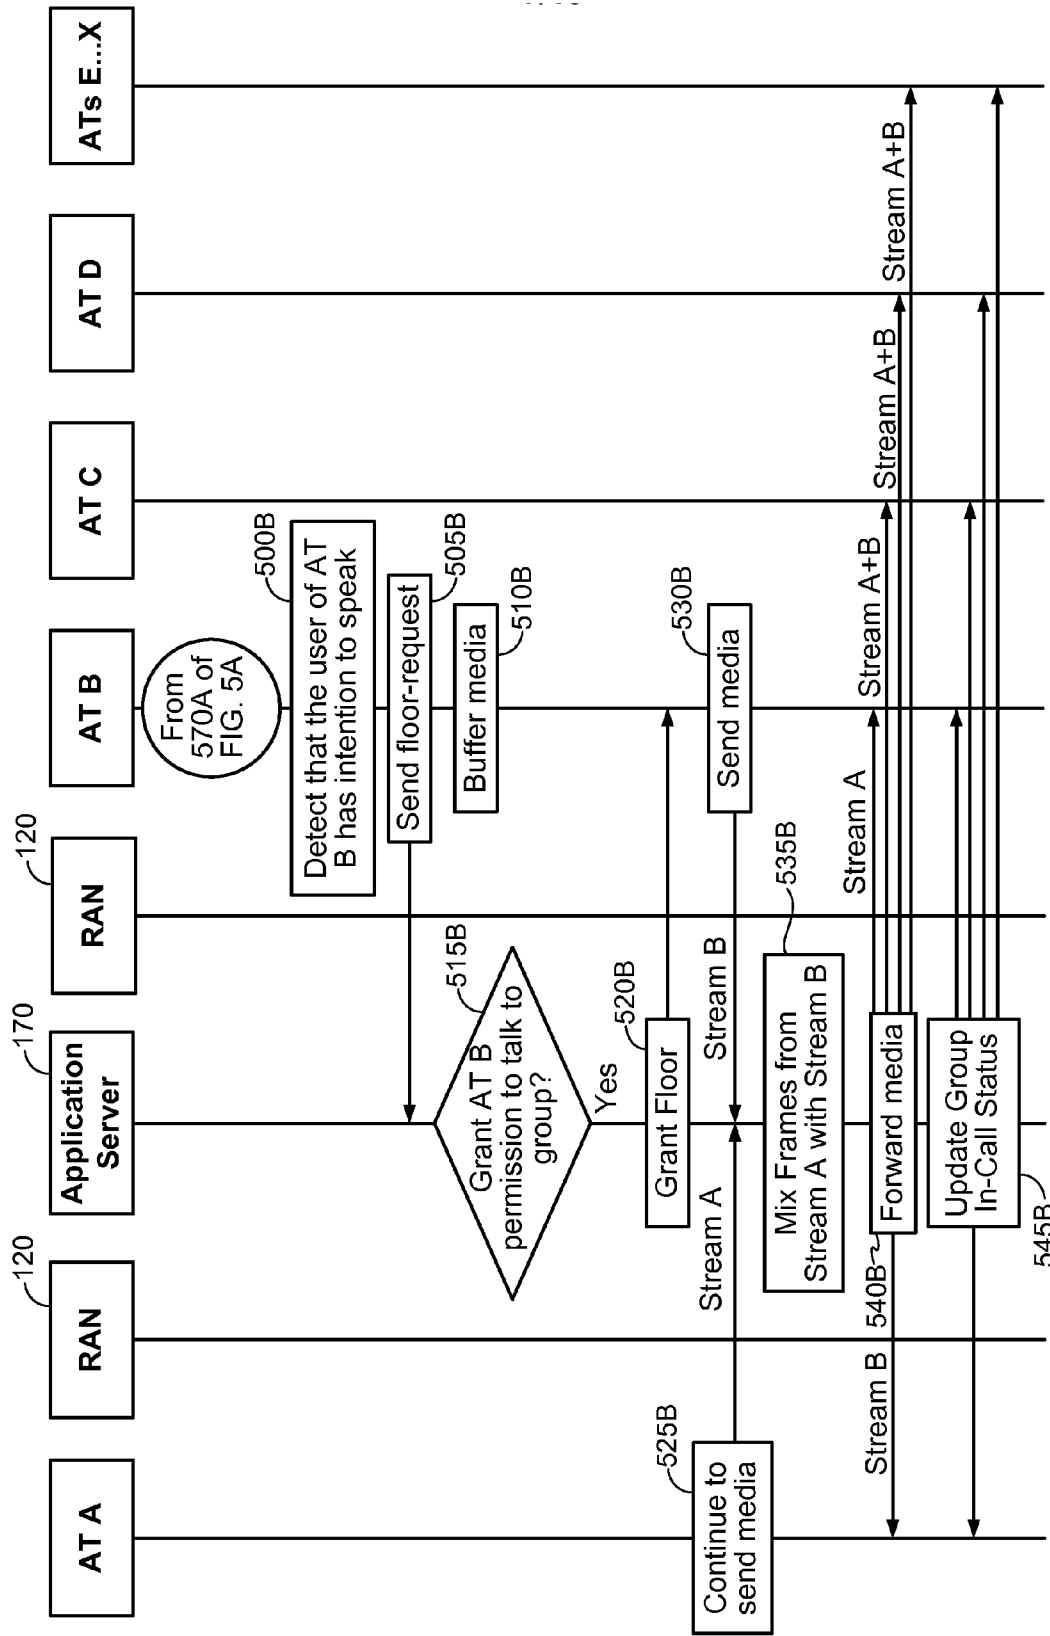 120
170
120
AT A
RAN
Application
Server
RAN
AT B
AT C
AT D
ATs E...X
From
570A of
FIG. 5A
500B
Detect that the user of AT
B has intention to speak
505B
Send floor-request
510B
Buffer media
515B
Grant AT B
permission to talk to
group?
Yes
520B
Grant Floor
525B
Continue to
send media
Stream A
530B
Send media
Stream B
535B
Mix Frames from
Stream A with Stream B
540B
Forward media
Stream B
Stream A
Stream A+B
Stream A+B
Stream A+B
Update Group
In-Call Status
545B